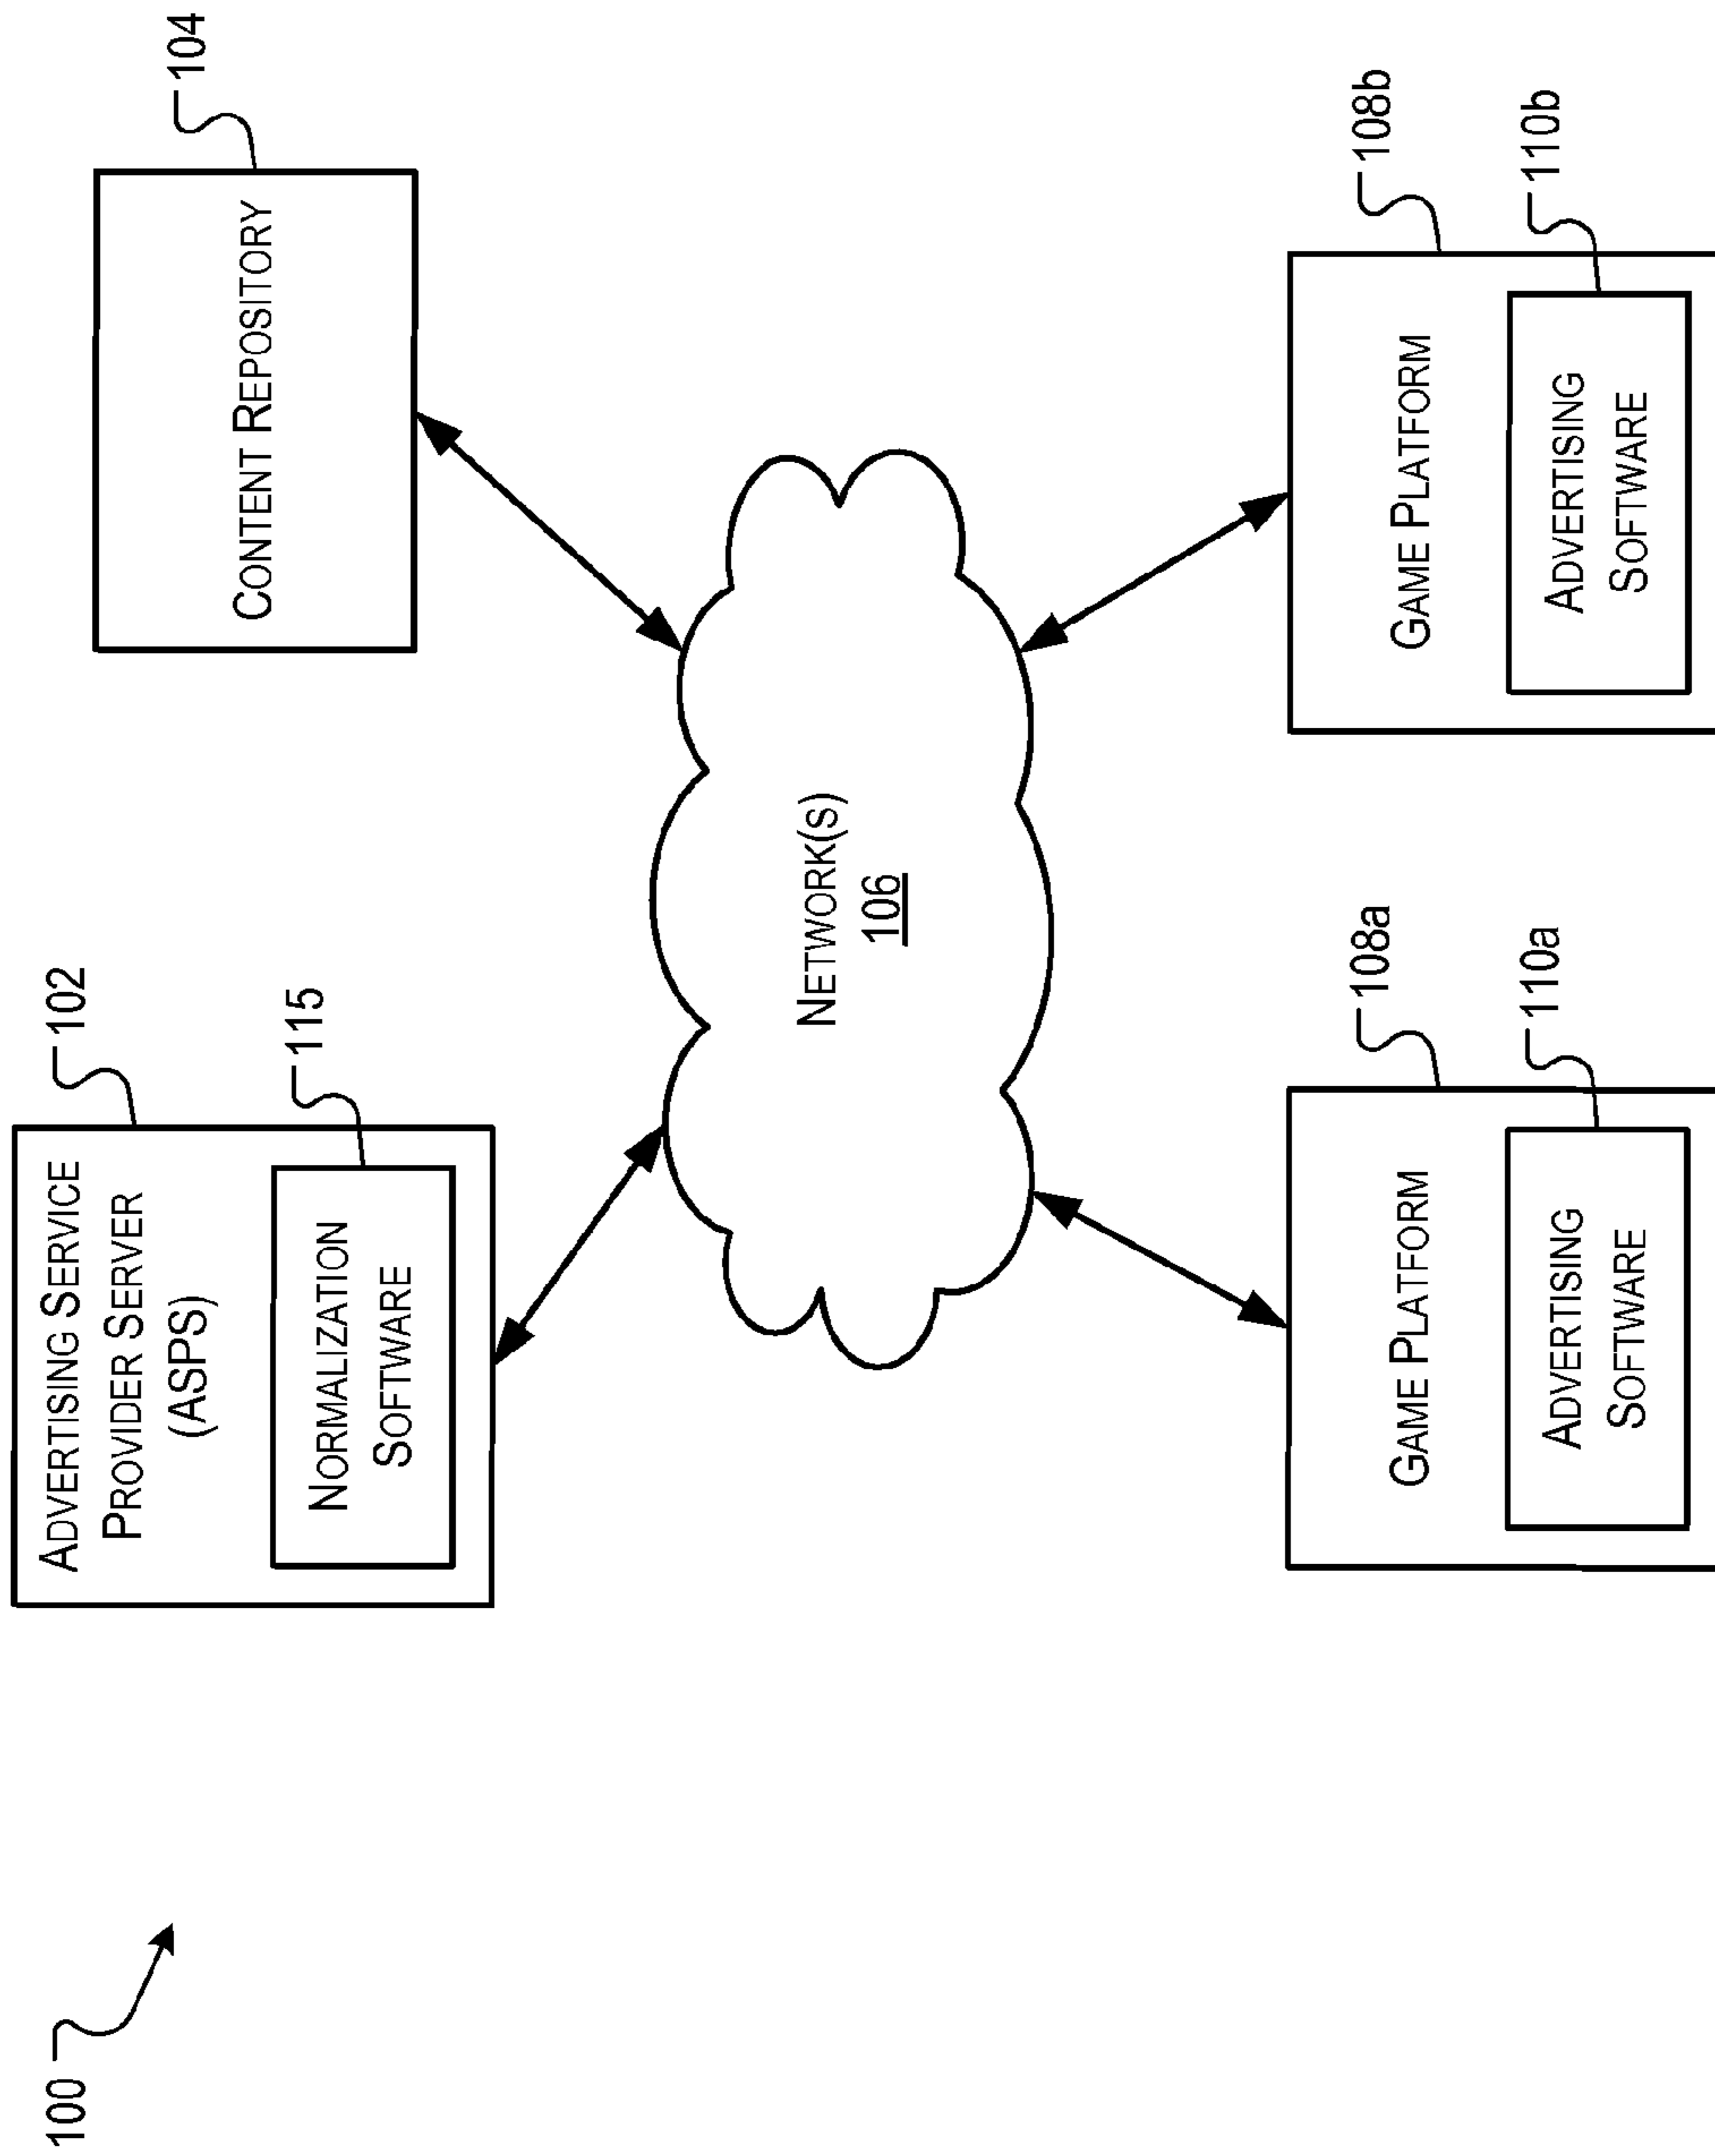 100
ADVERTISING SERVICE
PROVIDER SERVER
(ASPS)
102
NORMALIZATION
SOFTWARE
115
CONTENT REPOSITORY
104
NETWORK(S)
106
GAME PLATFORM
108a
ADVERTISING
SOFTWARE
110a
GAME PLATFORM
108b
ADVERTISING
SOFTWARE
110b